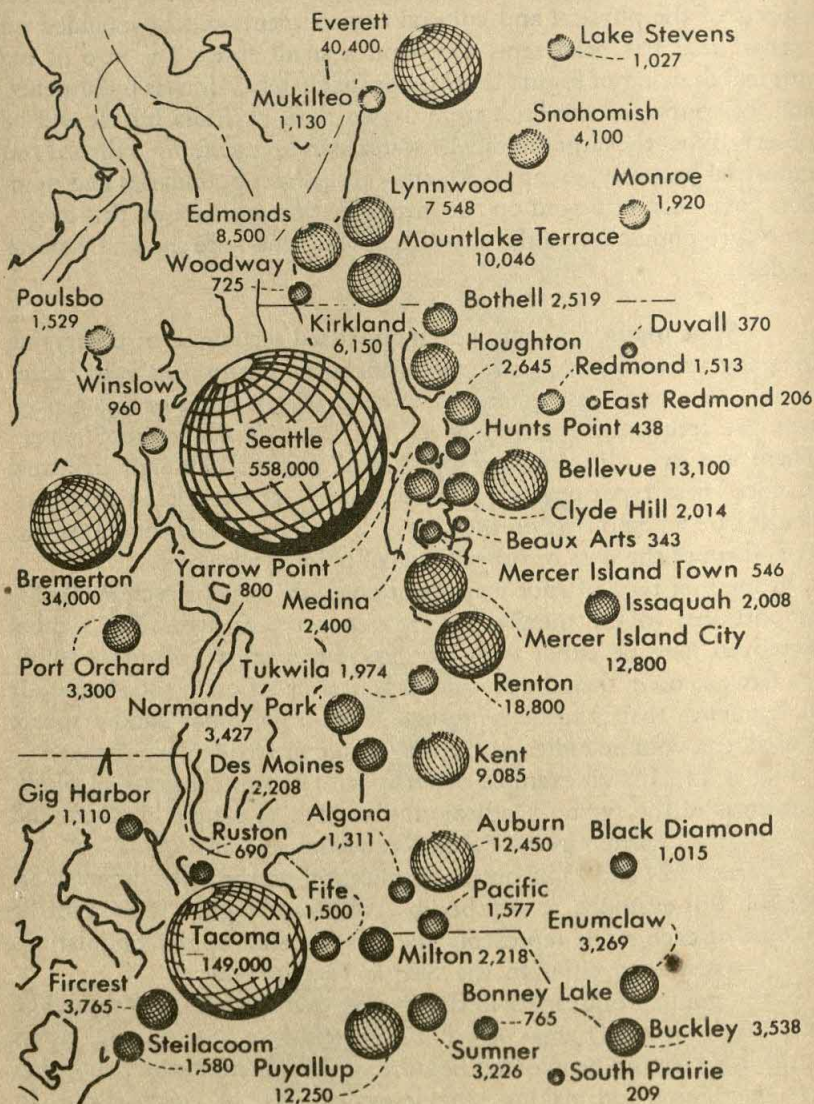 Everett
40,400
Lake Stevens
1,027
Mukilteo
1,130
Snohomish
4,100
Lynnwood
7 548
Monroe
1,920
Edmonds
8,500
Mountlake Terrace
10,046
Woodway
725
Poulsbo
1,529
Bothell 2,519
Kirkland
6,150
Duvall 370
Houghton
2,645
Redmond 1,513
Winslow
960
East Redmond 206
Seattle
558,000
Hunts Point 438
Bellevue 13,100
Clyde Hill 2,014
Beaux Arts 343
Bremerton
34,000
Yarrow Point
800
Mercer Island Town 546
Medina
2,400
Issaquah 2,008
Mercer Island City
12,800
Port Orchard
3,300
Tukwila 1,974
Renton
18,800
Normandy Park
3,427
Des Moines
2,208
Kent
9,085
Gig Harbor
1,110
Algona
1,311
Ruston
690
Auburn
12,450
Black Diamond
1,015
Fife
1,500
Pacific
1,577
Enumclaw
3,269
Tacoma
149,000
Milton 2,218
Fircrest
3,765
Bonney Lake
765
Buckley 3,538
Steilacoom
1,580
Puyallup
12,250
Sumner
3,226
South Prairie
209